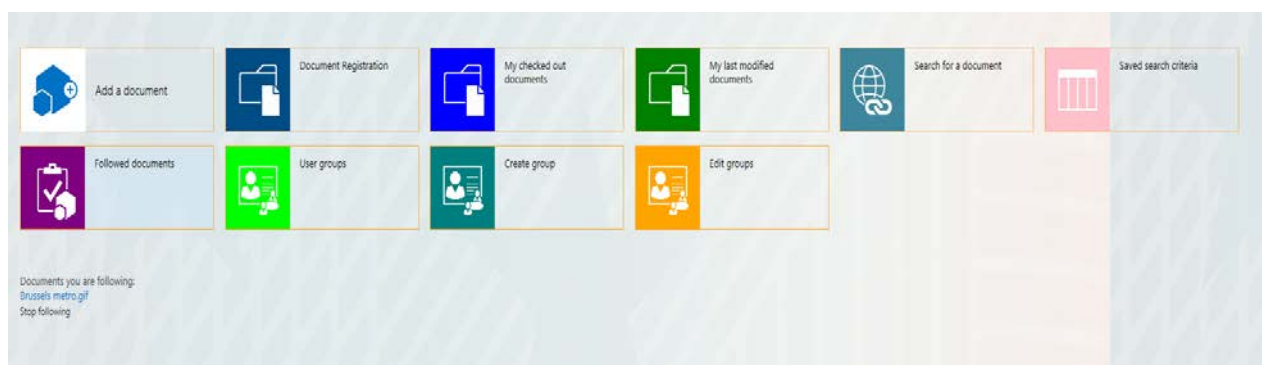 Add a document
Document Registration
My checked out
documents
My last modified
documents
Search for a document
Saved search criteria
Followed documents
User groups
Create group
Edit groups
Documents you are following:
Brussels metro.gif
Stop following